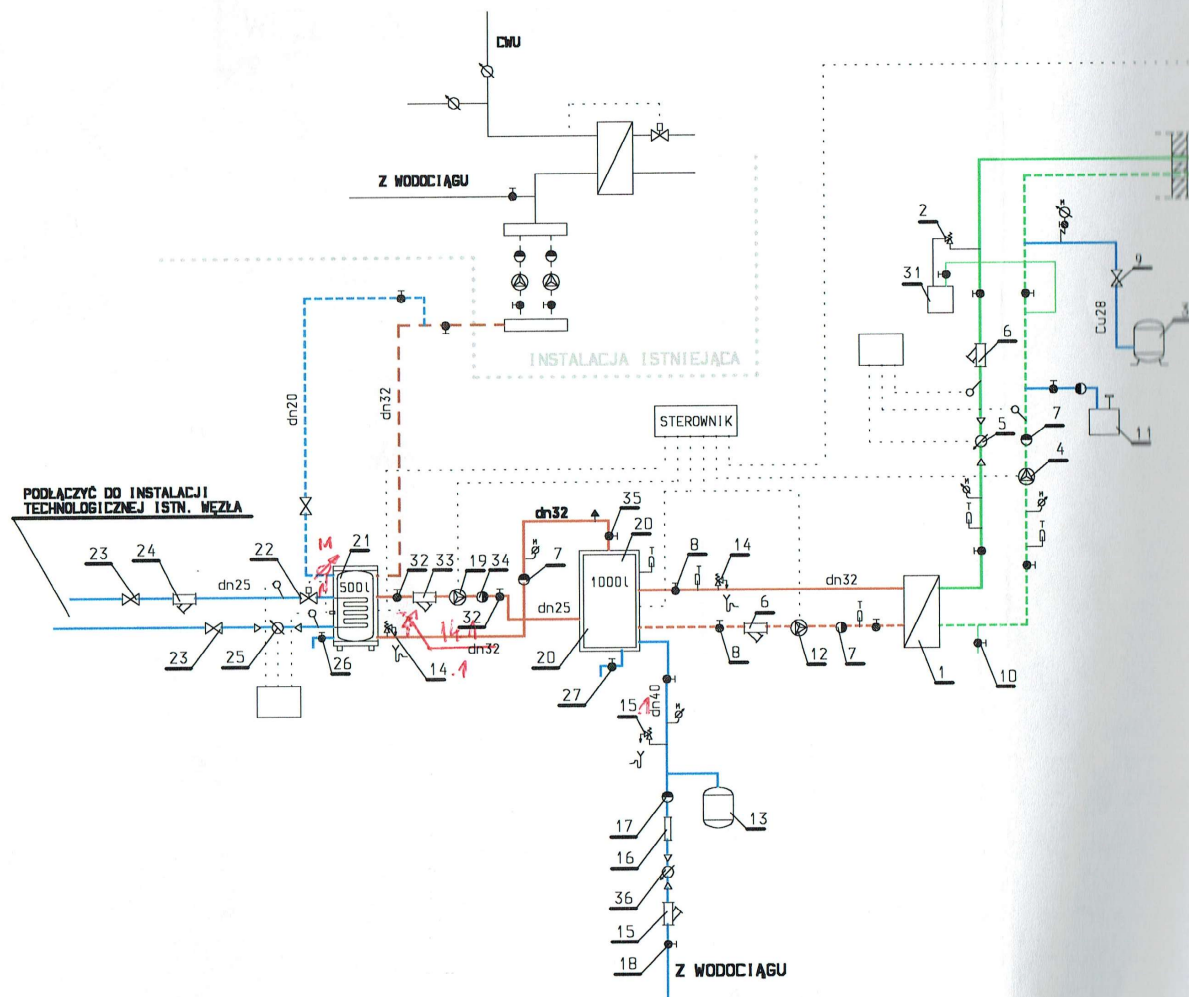 CWU
Z WODOCIĄGU
2
31
6
9
Cu28
INSTALACJA ISTNIEJĄCA
dn20
dn32
STEROWNIK
5
7
4
11
PODŁĄCZYĆ DO INSTALACJI
TECHNOLOGICZNEJ ISTN. WĘZŁA
dn32
35
23
24
22
M
21
32
33
19
34
7
20
8
14
dn25
500l
1000l
dn32
32
dn25
6
14.1
dn32
23
25
26
14.1
20
27
8
12
7
1
10
dn40
15.1
M
17
13
16
36
15
18
Z WODOCIĄGU